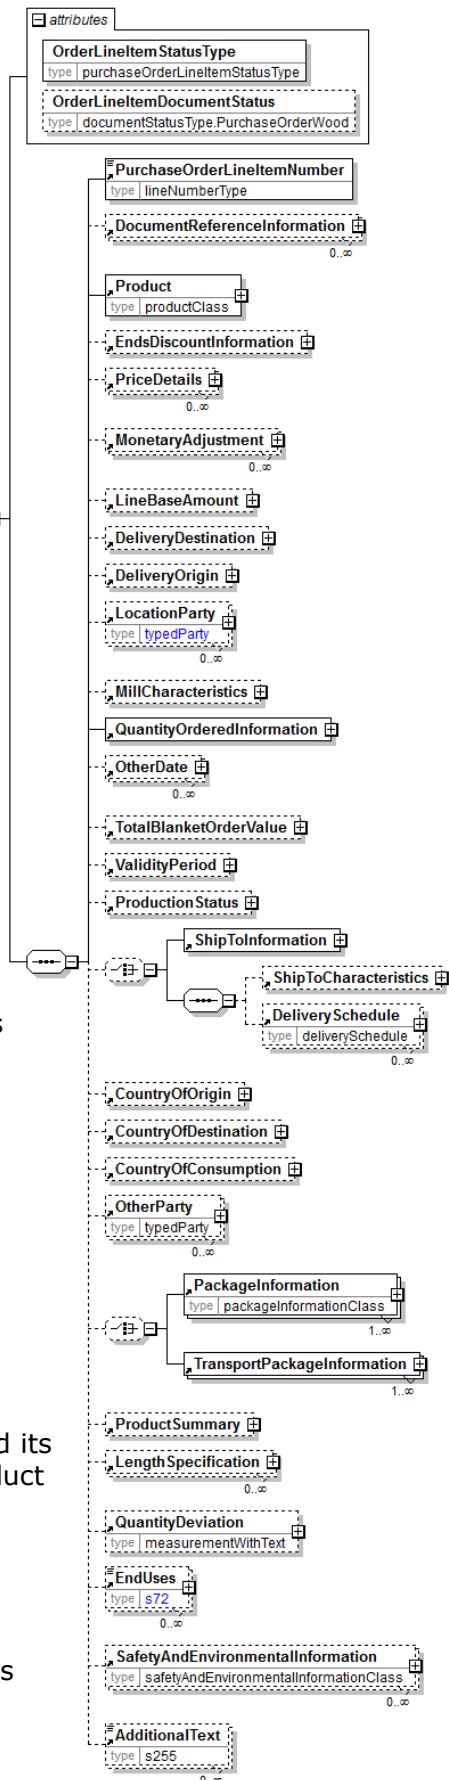 attributes
OrderLineItemStatusType
type purchaseOrderLineItemStatusType
OrderLineItemDocumentStatus
type documentStatusType.PurchaseOrderWood
PurchaseOrderLineItemNumber
type lineNumberType
DocumentReferenceInformation
0..∞
Product
type productClass
EndsDiscountInformation
PriceDetails
0..∞
MonetaryAdjustment
0..∞
LineBaseAmount
DeliveryDestination
DeliveryOrigin
LocationParty
type typedParty
0..∞
MillCharacteristics
QuantityOrderedInformation
OtherDate
0..∞
TotalBlanketOrderValue
ValidityPeriod
ProductionStatus
ShipToInformation
ShipToCharacteristics
s
DeliverySchedule
type deliverySchedule
0..∞
CountryOfOrigin
CountryOfDestination
CountryOfConsumption
OtherParty
type typedParty
0..∞
PackageInformation
type packageInformationClass
1..∞
TransportPackageInformation
1..∞
ProductSummary
d its
LengthSpecification
duct
0..∞
QuantityDeviation
type measurementWithText
EndUses
type s72
0..∞
SafetyAndEnvironmentalInformation
s
type safetyAndEnvironmentalInformationClass
0..∞
AdditionalText
type s255
0..∞